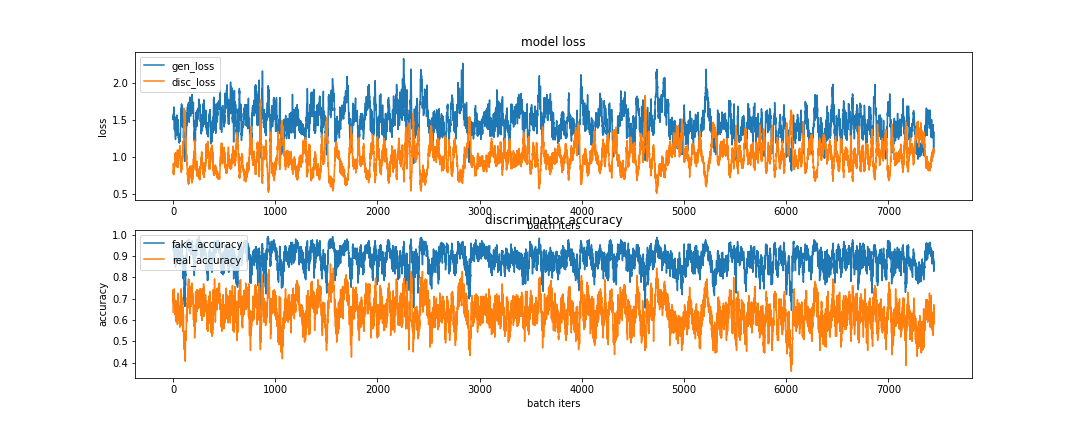 model loss
gen_loss
disc_loss
loss
2.0
1.5
1.0
0.5
0 1000 2000 3000 4000 5000 6000 7000
batch iters
discriminator accuracy
fake_accuracy
real_accuracy
accuracy
1.0
0.9
0.8
0.7
0.6
0.5
0.4
0 1000 2000 3000 4000 5000 6000 7000
batch iters